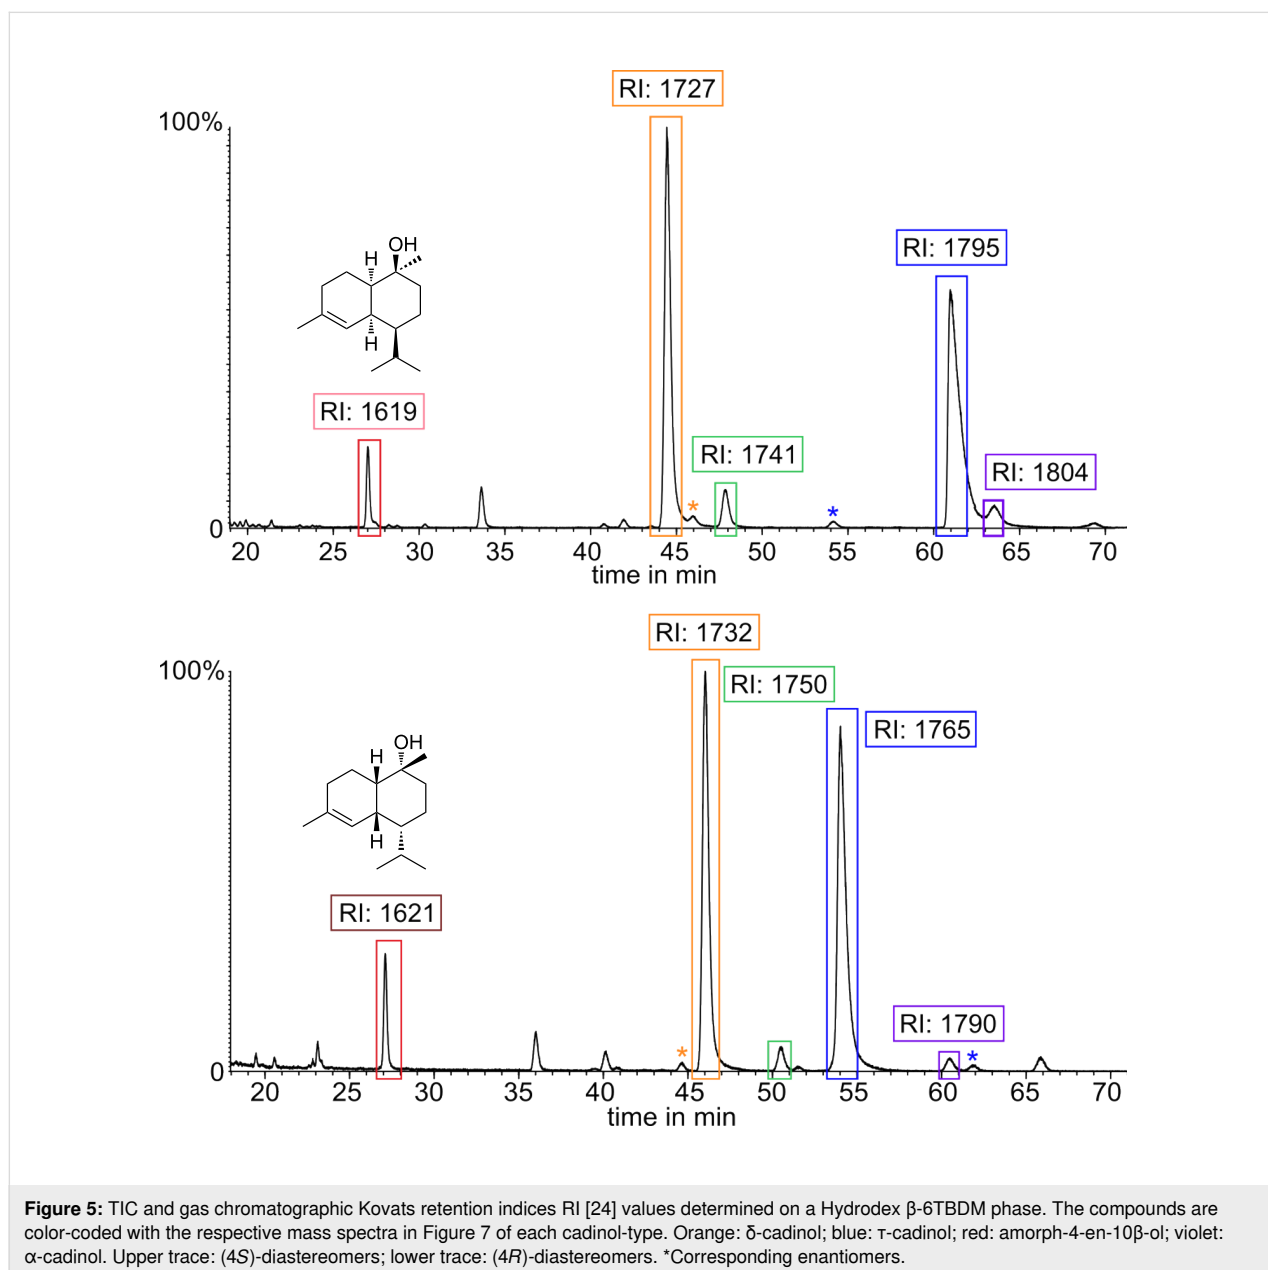 RI: 1727
100%
RI: 1795
OH
H
H
RI: 1619
RI: 1741
RI: 1804
*
*
0
20 25 30 35 40 45 50 55 60 65 70
time in min
RI: 1732
100%
RI: 1750
RI: 1765
OH
H
H
RI: 1621
RI: 1790
*
*
0
20 25 30 35 40 45 50 55 60 65 70
time in min
Figure 5: TIC and gas chromatographic Kovats retention indices RI [24] values determined on a Hydrodex β-6TBDM phase. The compounds are
color-coded with the respective mass spectra in Figure 7 of each cadinol-type. Orange: δ-cadinol; blue: τ-cadinol; red: amorph-4-en-10β-ol; violet:
α-cadinol. Upper trace: (4S)-diastereomers; lower trace: (4R)-diastereomers. *Corresponding enantiomers.